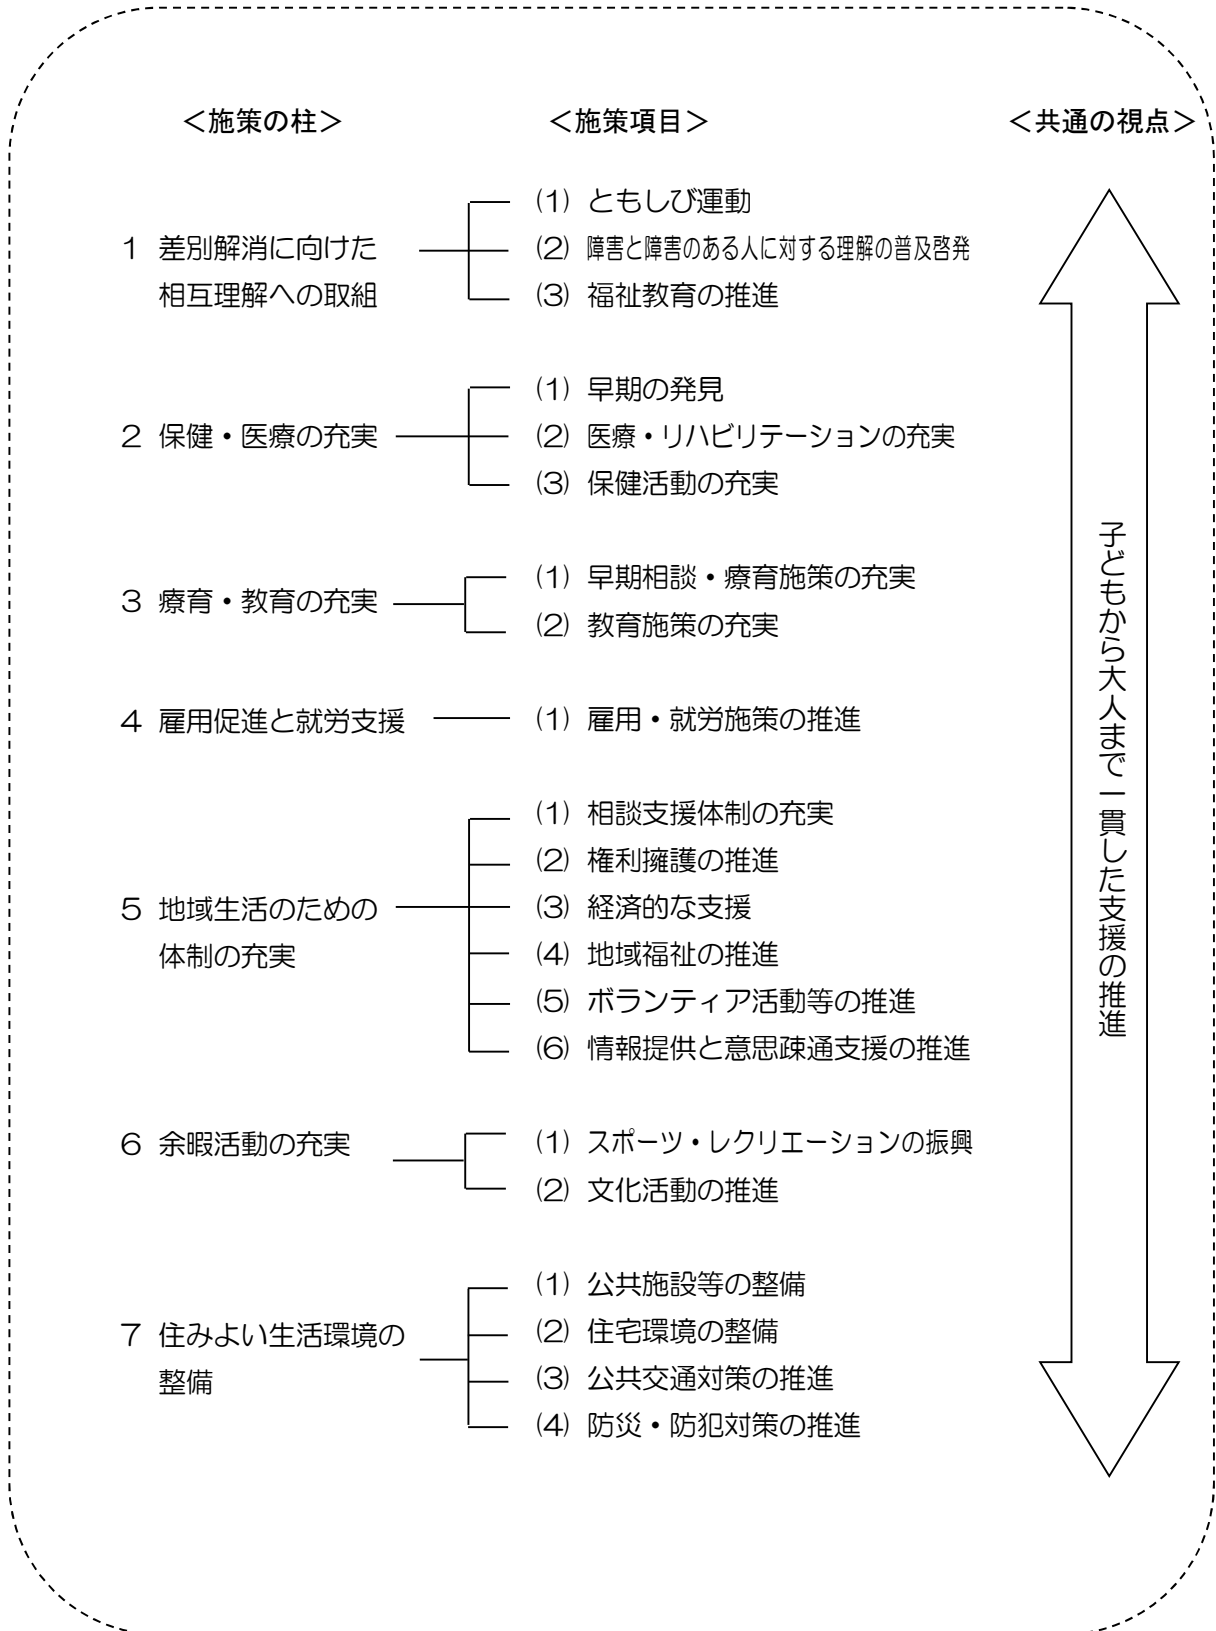 ＜施策の柱＞ ＜施策項目＞ ＜共通の視点＞
1 差別解消に向けた
相互理解への取組
(1) ともしび運動
(2) 障害と障害のある人に対する理解の普及啓発
(3) 福祉教育の推進
2 保健・医療の充実
(1) 早期の発見
(2) 医療・リハビリテーションの充実
(3) 保健活動の充実
3 療育・教育の充実
(1) 早期相談・療育施策の充実
(2) 教育施策の充実
4 雇用促進と就労支援
(1) 雇用・就労施策の推進
5 地域生活のための
体制の充実
(1) 相談支援体制の充実
(2) 権利擁護の推進
(3) 経済的な支援
(4) 地域福祉の推進
(5) ボランティア活動等の推進
(6) 情報提供と意思疎通支援の推進
6 余暇活動の充実
(1) スポーツ・レクリエーションの振興
(2) 文化活動の推進
7 住みよい生活環境の
整備
(1) 公共施設等の整備
(2) 住宅環境の整備
(3) 公共交通対策の推進
(4) 防災・防犯対策の推進
子どもから大人まで一貫した支援の推進